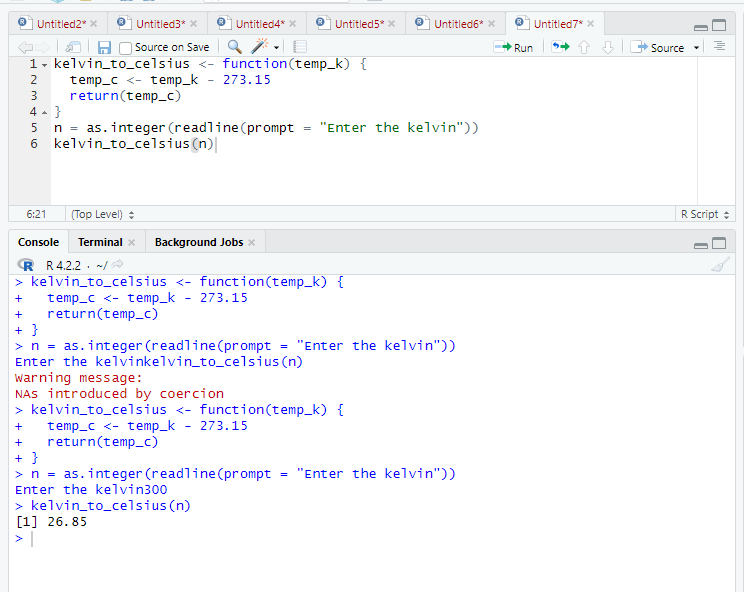 Untitled2* Untitled3* Untitled4* Untitled5* Untitled6* Untitled7*
Source on Save Run Source
1 kelvin_to_celsius <- function(temp_k) {
2   temp_c <- temp_k - 273.15
3   return(temp_c)
4 }
5 n = as.integer(readline(prompt = "Enter the kelvin"))
6 kelvin_to_celsius(n)
6:21 (Top Level) R Script
Console Terminal Background Jobs
R R 4.2.2 · ~/
> kelvin_to_celsius <- function(temp_k) {
+   temp_c <- temp_k - 273.15
+   return(temp_c)
+ }
> n = as.integer(readline(prompt = "Enter the kelvin"))
Enter the kelvinkelvin_to_celsius(n)
Warning message:
NAs introduced by coercion
> kelvin_to_celsius <- function(temp_k) {
+   temp_c <- temp_k - 273.15
+   return(temp_c)
+ }
> n = as.integer(readline(prompt = "Enter the kelvin"))
Enter the kelvin300
> kelvin_to_celsius(n)
[1] 26.85
>